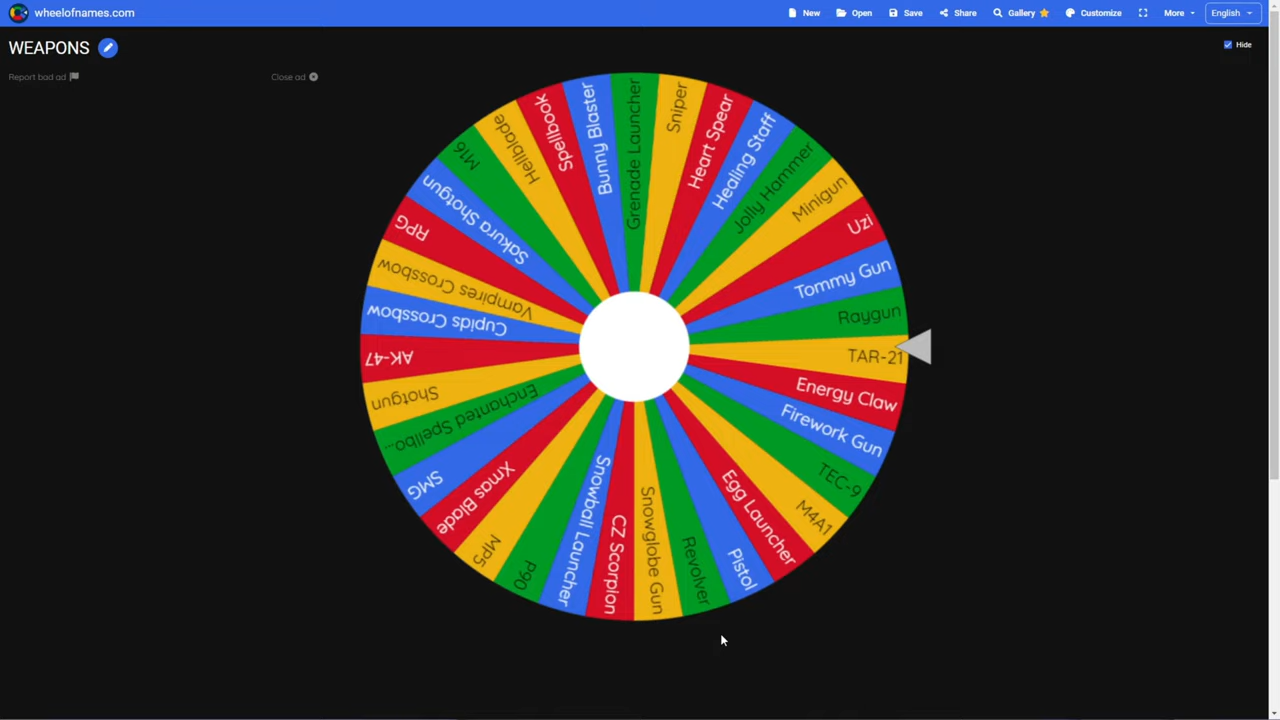 wheelofnames.com
New
Open
Save
Share
Gallery
Customize
More
English
WEAPONS
Hide
Report bad ad
Close ad
Grenade Launcher
Sniper
Heart Spear
Healing Staff
Jolly Hammer
Minigun
Uzi
Tommy Gun
Raygun
TAR-21
Energy Claw
Firework Gun
TEC-9
M4A1
Egg Launcher
Pistol
Revolver
Snowglobe Gun
CZ Scorpion
Snowball Launcher
P90
MP5
Xmas Blade
SMG
Enchanted Spellbo...
Shotgun
AK-47
Cupids Crossbow
Vampires Crossbow
RPG
Sakura Shotgun
M16
Hellblade
Spellbook
Bunny Blaster